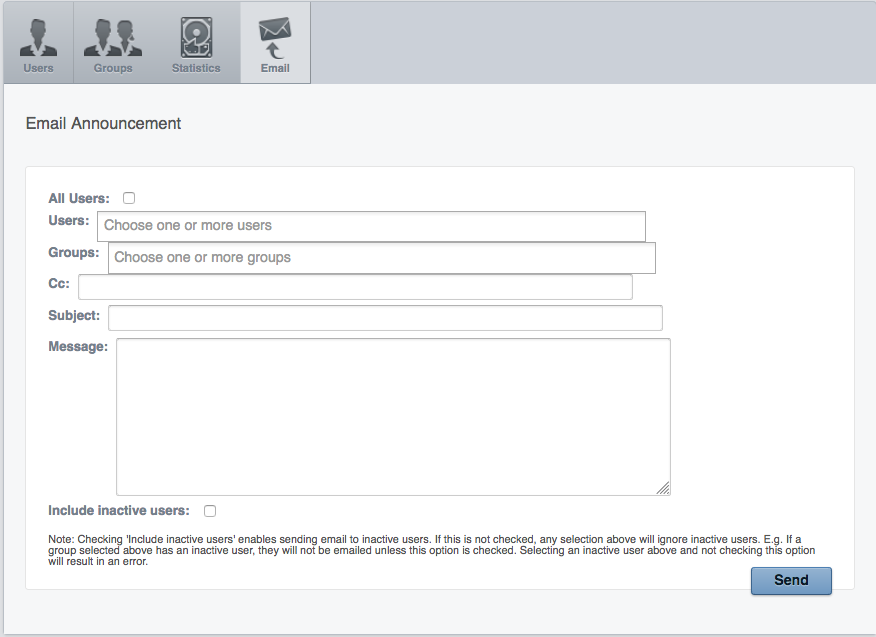 Users Groups Statistics Email
Email Announcement
All Users:
Users: Choose one or more users
Groups: Choose one or more groups
Cc:
Subject:
Message:
Include inactive users:
Note: Checking 'Include inactive users' enables sending email to inactive users. If this is not checked, any selection above will ignore inactive users. E.g. If a
group selected above has an inactive user, they will not be emailed unless this option is checked. Selecting an inactive user above and not checking this option
will result in an error.
Send